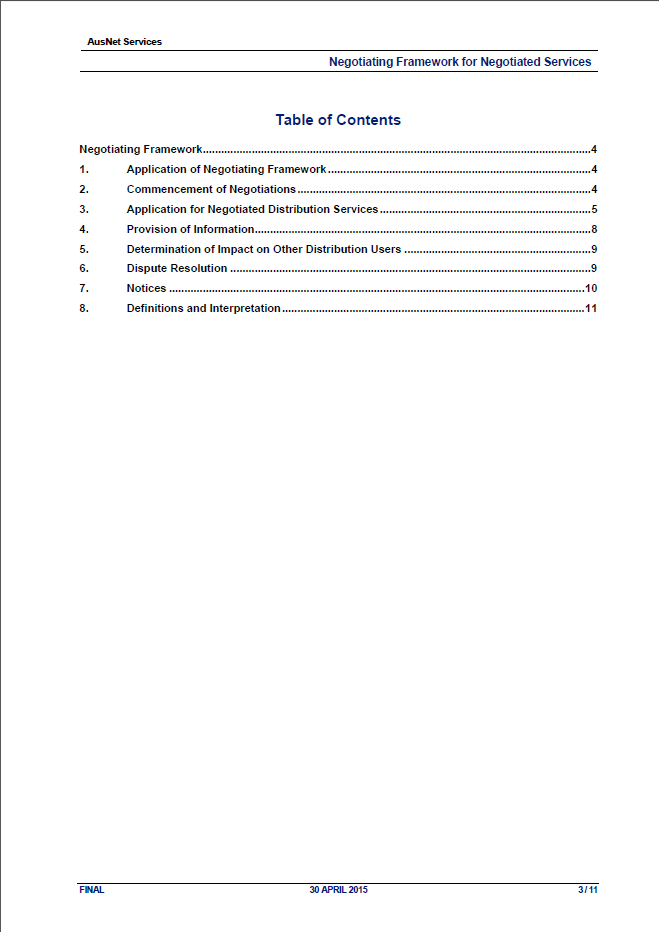 AusNet Services
Negotiating Framework for Negotiated Services
Table of Contents
Negotiating Framework....................................................................................................4
1. Application of Negotiating Framework....................................................................4
2. Commencement of Negotiations............................................................................4
3. Application for Negotiated Distribution Services......................................................5
4. Provision of Information........................................................................................8
5. Determination of Impact on Other Distribution Users ..............................................9
6. Dispute Resolution ...............................................................................................9
7. Notices ...............................................................................................................10
8. Definitions and Interpretation................................................................................11
FINAL 30 APRIL 2015 3 / 11